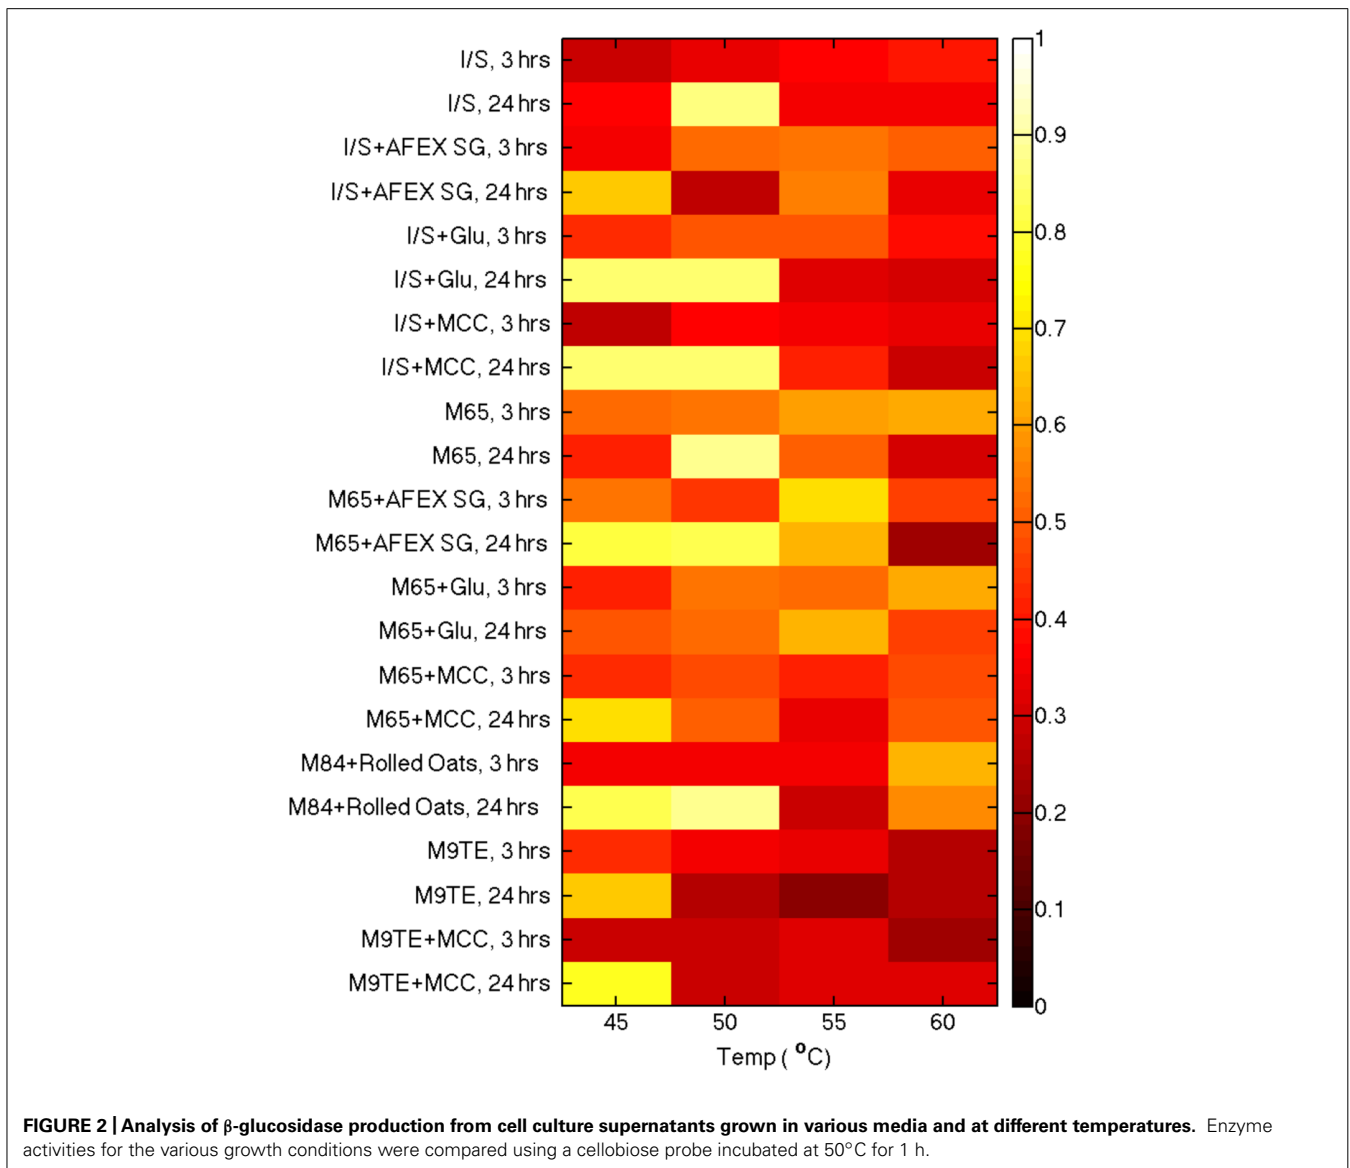 I/S, 3 hrs
I/S, 24 hrs
I/S+AFEX SG, 3 hrs
I/S+AFEX SG, 24 hrs
I/S+Glu, 3 hrs
I/S+Glu, 24 hrs
I/S+MCC, 3 hrs
I/S+MCC, 24 hrs
M65, 3 hrs
M65, 24 hrs
M65+AFEX SG, 3 hrs
M65+AFEX SG, 24 hrs
M65+Glu, 3 hrs
M65+Glu, 24 hrs
M65+MCC, 3 hrs
M65+MCC, 24 hrs
M84+Rolled Oats, 3 hrs
M84+Rolled Oats, 24 hrs
M9TE, 3 hrs
M9TE, 24 hrs
M9TE+MCC, 3 hrs
M9TE+MCC, 24 hrs
45 50 55 60
Temp ( °C)
1
0.9
0.8
0.7
0.6
0.5
0.4
0.3
0.2
0.1
0
FIGURE 2 | Analysis of β-glucosidase production from cell culture supernatants grown in various media and at different temperatures. Enzyme
activities for the various growth conditions were compared using a cellobiose probe incubated at 50°C for 1 h.